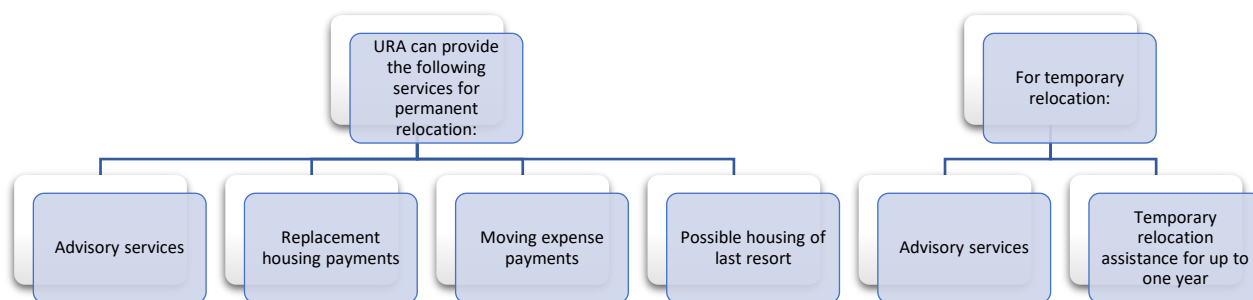 URA can provide
the following
services for
permanent
relocation:
For temporary
relocation:
Advisory services
Replacement
housing payments
Moving expense
payments
Possible housing of
last resort
Advisory services
Temporary
relocation
assistance for up to
one year